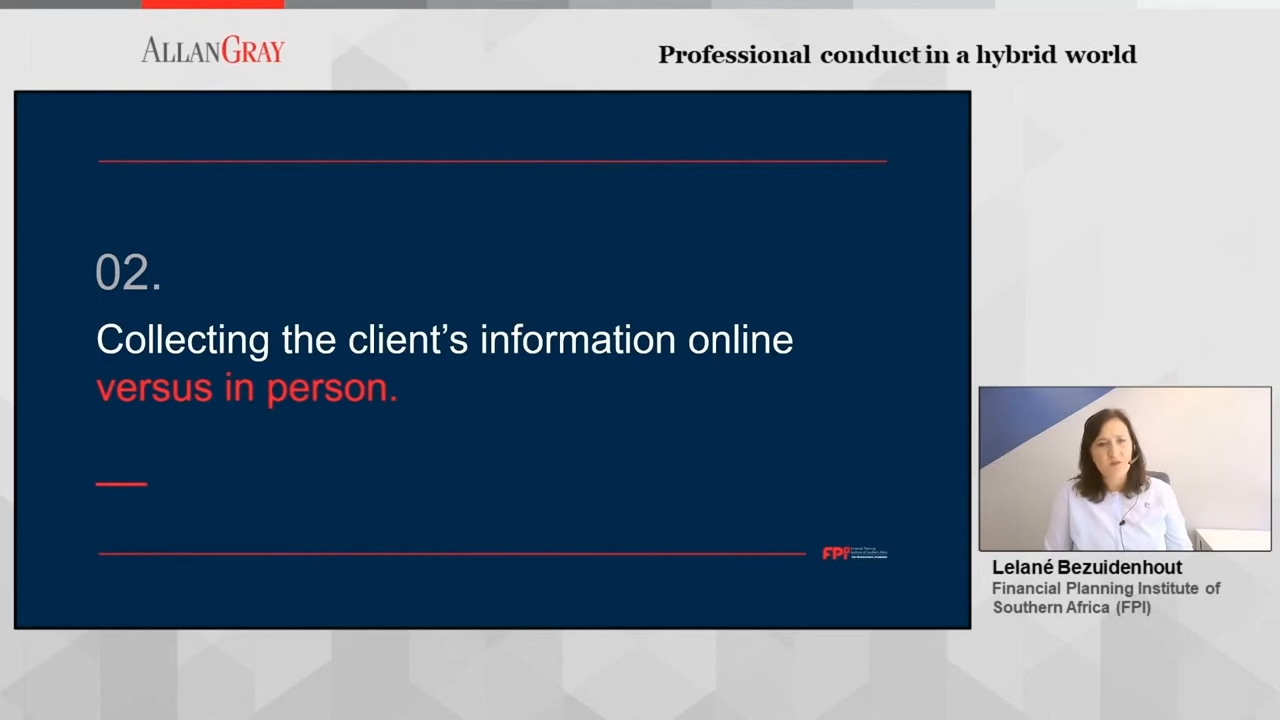 ALLANGRAY
Professional conduct in a hybrid world
02.
Collecting the client's information online
versus in person.
FPI
Lelané Bezuidenhout
Financial Planning Institute of
Southern Africa (FPI)